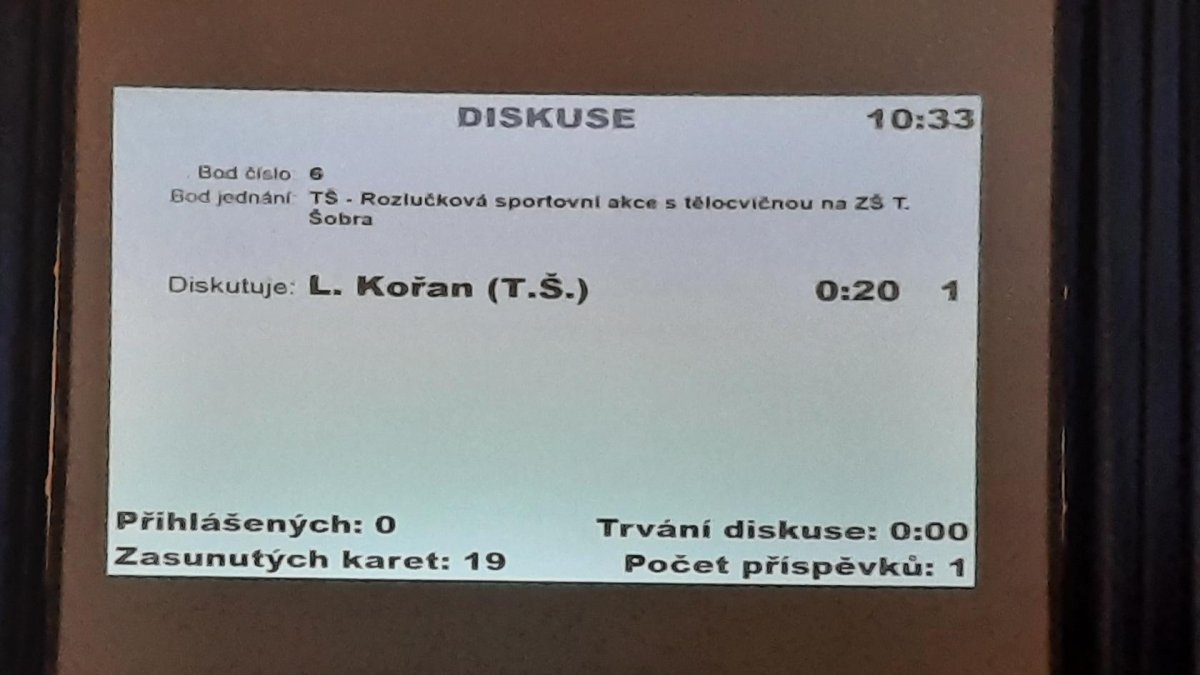 DISKUSE 10:33
Bod číslo 6
Bod jednání: TŠ - Rozlučková sportovní akce s tělocvičnou na ZŠ T.
Šobra
Diskutuje: L. Kořan (T.Š.) 0:20 1
Přihlášených: 0 Trvání diskuse: 0:00
Zasunutých karet: 19 Počet příspěvků: 1